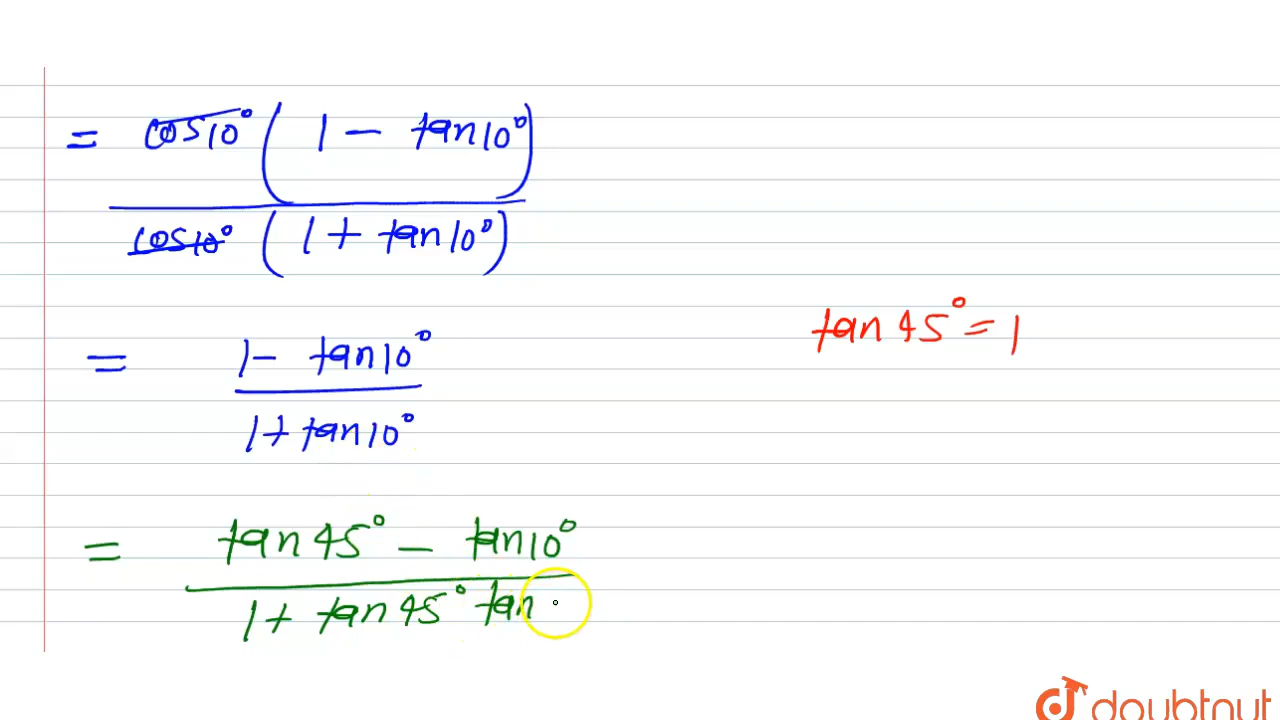 = cos10° ( 1 - tan10° )
cos10° ( 1 + tan10° )
tan 45° = 1
= 1 - tan10°
1 + tan10°
= tan 45° - tan10°
1 + tan 45° tan
doubtnut